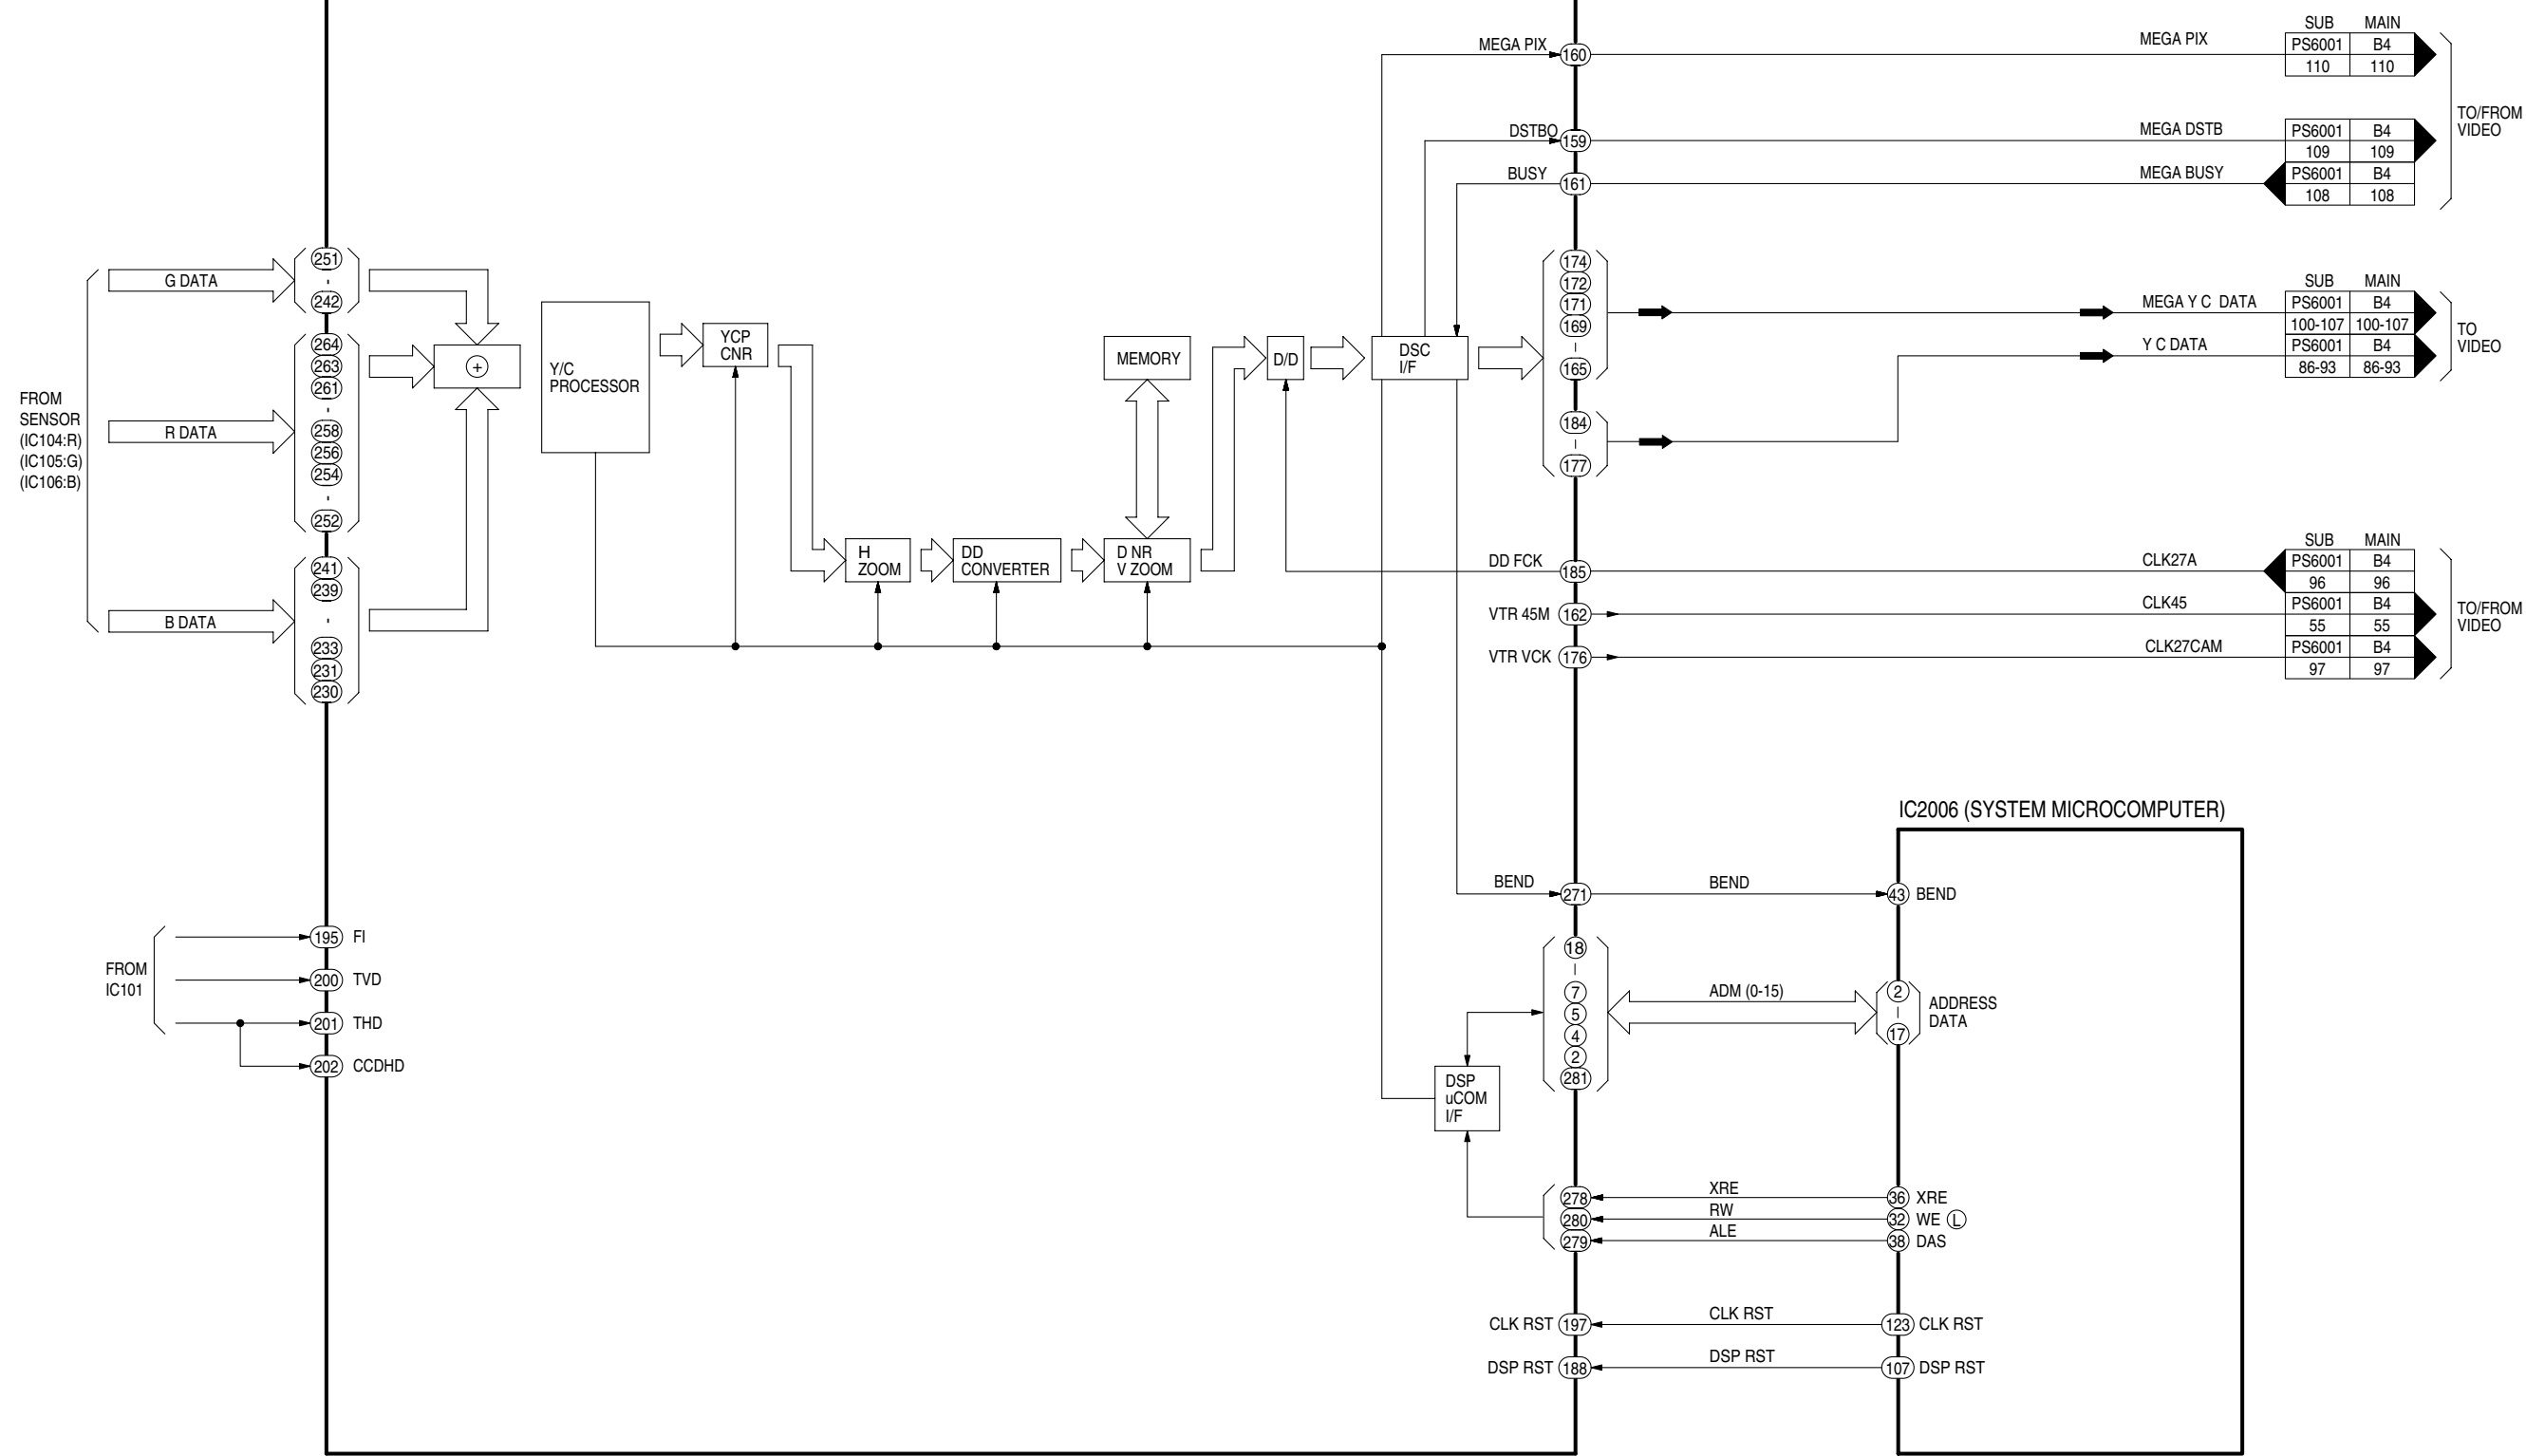 SUB MAIN
MEGA PIX 160 MEGA PIX PS6001 B4
110 110
TO/FROM
VIDEO
DSTBO 159 MEGA DSTB PS6001 B4
109 109
BUSY 161 MEGA BUSY PS6001 B4
108 108
FROM
SENSOR
(IC104:R)
(IC105:G)
(IC106:B)
G DATA
R DATA
B DATA
251
-
242
264
263
261
-
258
256
254
-
252
241
239
-
233
231
230
+
Y/C
PROCESSOR
YCP
CNR
H
ZOOM
DD
CONVERTER
MEMORY
D NR
V ZOOM
D/D
DSC
I/F
174
172
171
169
165
184
177
SUB MAIN
MEGA Y C DATA PS6001 B4
100-107 100-107
Y C DATA PS6001 B4
86-93 86-93
TO
VIDEO
SUB MAIN
DD FCK 185 CLK27A PS6001 B4
96 96
VTR 45M 162 CLK45 PS6001 B4
55 55
VTR VCK 176 CLK27CAM PS6001 B4
97 97
TO/FROM
VIDEO
IC2006 (SYSTEM MICROCOMPUTER)
BEND 271 BEND 43 BEND
FROM
IC101
195 FI
200 TVD
201 THD
202 CCDHD
18
7
5
4
2
281
ADM (0-15)
2
17
ADDRESS
DATA
DSP
uCOM
I/F
278 XRE 36 XRE
280 RW 32 WE L
279 ALE 38 DAS
CLK RST 197 CLK RST 123 CLK RST
DSP RST 188 DSP RST 107 DSP RST